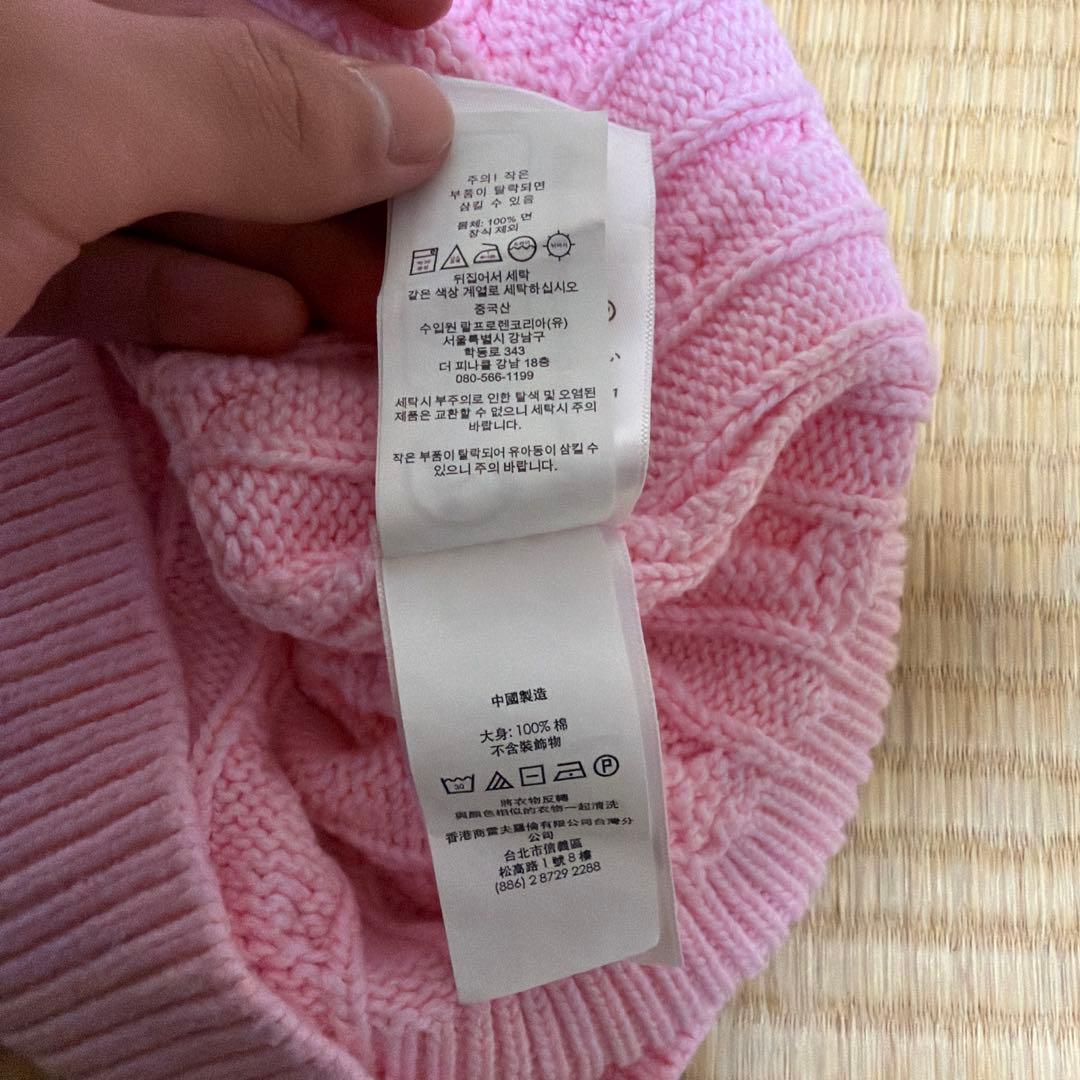 주의! 작은
부품이 탈락되면
삼킬 수 있음
몸체: 100% 면
장식 제외
뒤집어서 세탁
같은 색상 계열로 세탁하십시오
중국산
수입원 랄프로렌코리아(유)
서울특별시 강남구
학동로 343
더 피나클 강남 18층
080-566-1199
세탁시 부주의로 인한 탈색 및 오염된
제품은 교환할 수 없으니 세탁시 주의
바랍니다.
작은 부품이 탈락되어 유아동이 삼킬 수
있으니 주의 바랍니다.
中國製造
大身: 100% 棉
不含裝飾物
30
P
將衣物反轉
與顏色相似的衣物一起清洗
香港商雷夫羅倫有限公司台灣分
公司
台北市信義區
松高路 1 號 8 樓
(886) 2 8729 2288